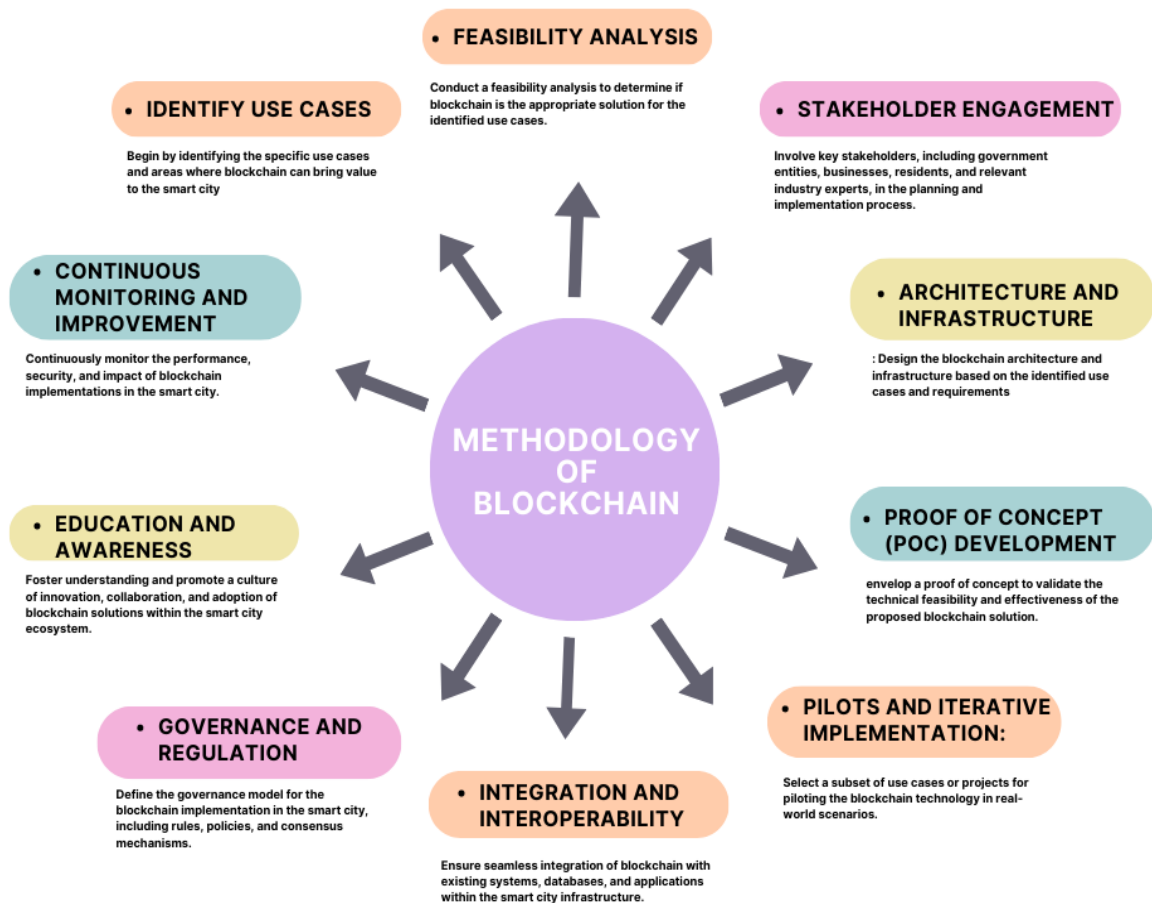 • FEASIBILITY ANALYSIS
Conduct a feasibility analysis to determine if
blockchain is the appropriate solution for the
identified use cases.
• IDENTIFY USE CASES
Begin by identifying the specific use cases
and areas where blockchain can bring value
to the smart city
• STAKEHOLDER ENGAGEMENT
Involve key stakeholders, including government
entities, businesses, residents, and relevant
industry experts, in the planning and
implementation process.
• CONTINUOUS
MONITORING AND
IMPROVEMENT
Continuously monitor the performance,
security, and impact of blockchain
implementations in the smart city.
• ARCHITECTURE AND
INFRASTRUCTURE
: Design the blockchain architecture and
infrastructure based on the identified use
cases and requirements
METHODOLOGY
OF
BLOCKCHAIN
• EDUCATION AND
AWARENESS
Foster understanding and promote a culture
of innovation, collaboration, and adoption of
blockchain solutions within the smart city
ecosystem.
• PROOF OF CONCEPT
(POC) DEVELOPMENT
envelop a proof of concept to validate the
technical feasibility and effectiveness of the
proposed blockchain solution.
• GOVERNANCE AND
REGULATION
Define the governance model for the
blockchain implementation in the smart city,
including rules, policies, and consensus
mechanisms.
• PILOTS AND ITERATIVE
IMPLEMENTATION:
Select a subset of use cases or projects for
piloting the blockchain technology in real-
world scenarios.
• INTEGRATION AND
INTEROPERABILITY
Ensure seamless integration of blockchain with
existing systems, databases, and applications
within the smart city infrastructure.